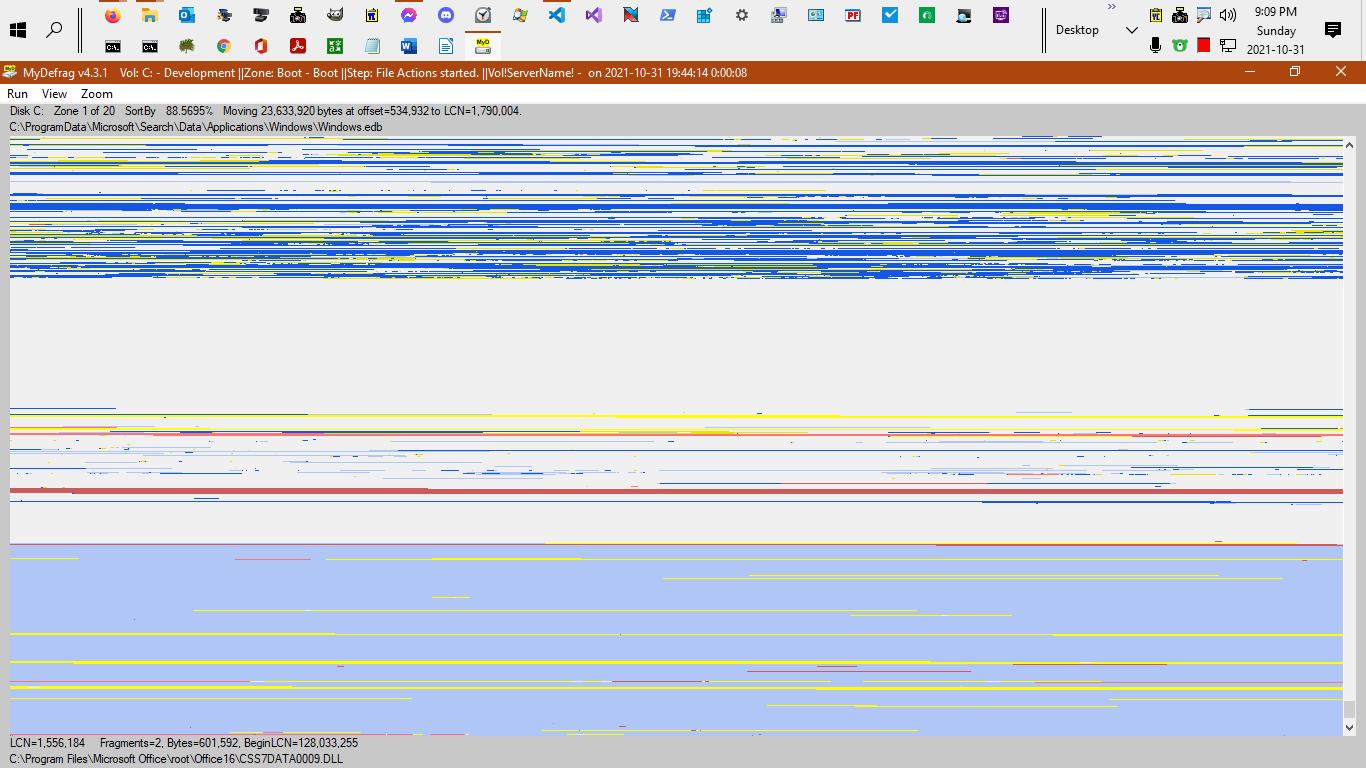 9:09 PM
Desktop
Sunday
2021-10-31
C:\
C:\
MyD
MyDefrag v4.3.1 Vol: C: - Development ||Zone: Boot - Boot ||Step: File Actions started. ||Vol!ServerName! - on 2021-10-31 19:44:14 0:00:08
Run View Zoom
Disk C: Zone 1 of 20 SortBy 88.5695% Moving 23,633,920 bytes at offset=534,932 to LCN=1,790,004.
C:\ProgramData\Microsoft\Search\Data\Applications\Windows\Windows.edb
LCN=1,556,184 Fragments=2, Bytes=601,592, BeginLCN=128,033,255
C:\Program Files\Microsoft Office\root\Office16\CSS7DATA0009.DLL